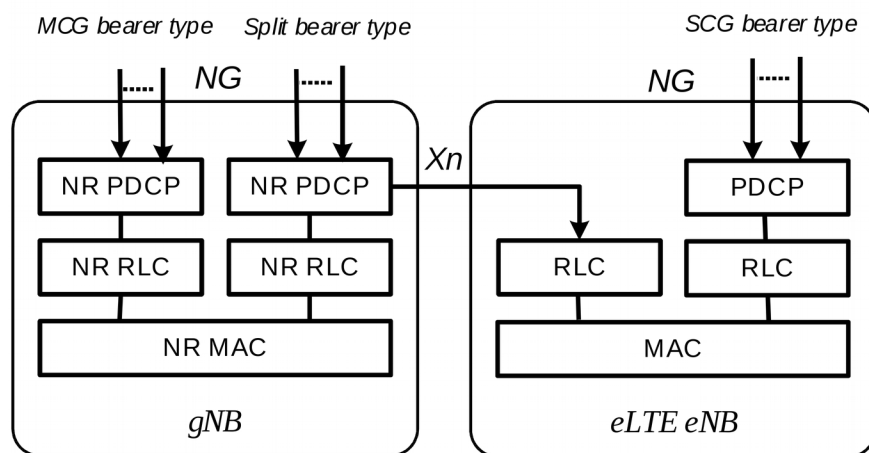 MCG bearer type
Split bearer type
SCG bearer type
NG
NG
Xn
NR PDCP
NR PDCP
PDCP
NR RLC
NR RLC
RLC
RLC
NR MAC
MAC
gNB
eLTE eNB